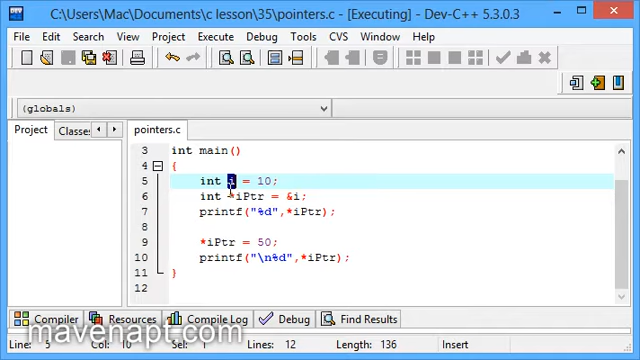 C:\Users\Mac\Documents\c lesson\35\pointers.c - [Executing] - Dev-C++ 5.3.0.3
File Edit Search View Project Execute Debug Tools CVS Window Help
(globals)
Project Classes pointers.c
3 int main()
4 {
5 int i = 10;
6 int *iPtr = &i;
7 printf("%d",*iPtr);
8
9 *iPtr = 50;
10 printf("\n%d",*iPtr);
11 }
12
Compiler Resources Compile Log Debug Find Results
mavenapt.com
Line: 5 Col: 10 Sel: 1 Lines: 12 Length: 136 Insert